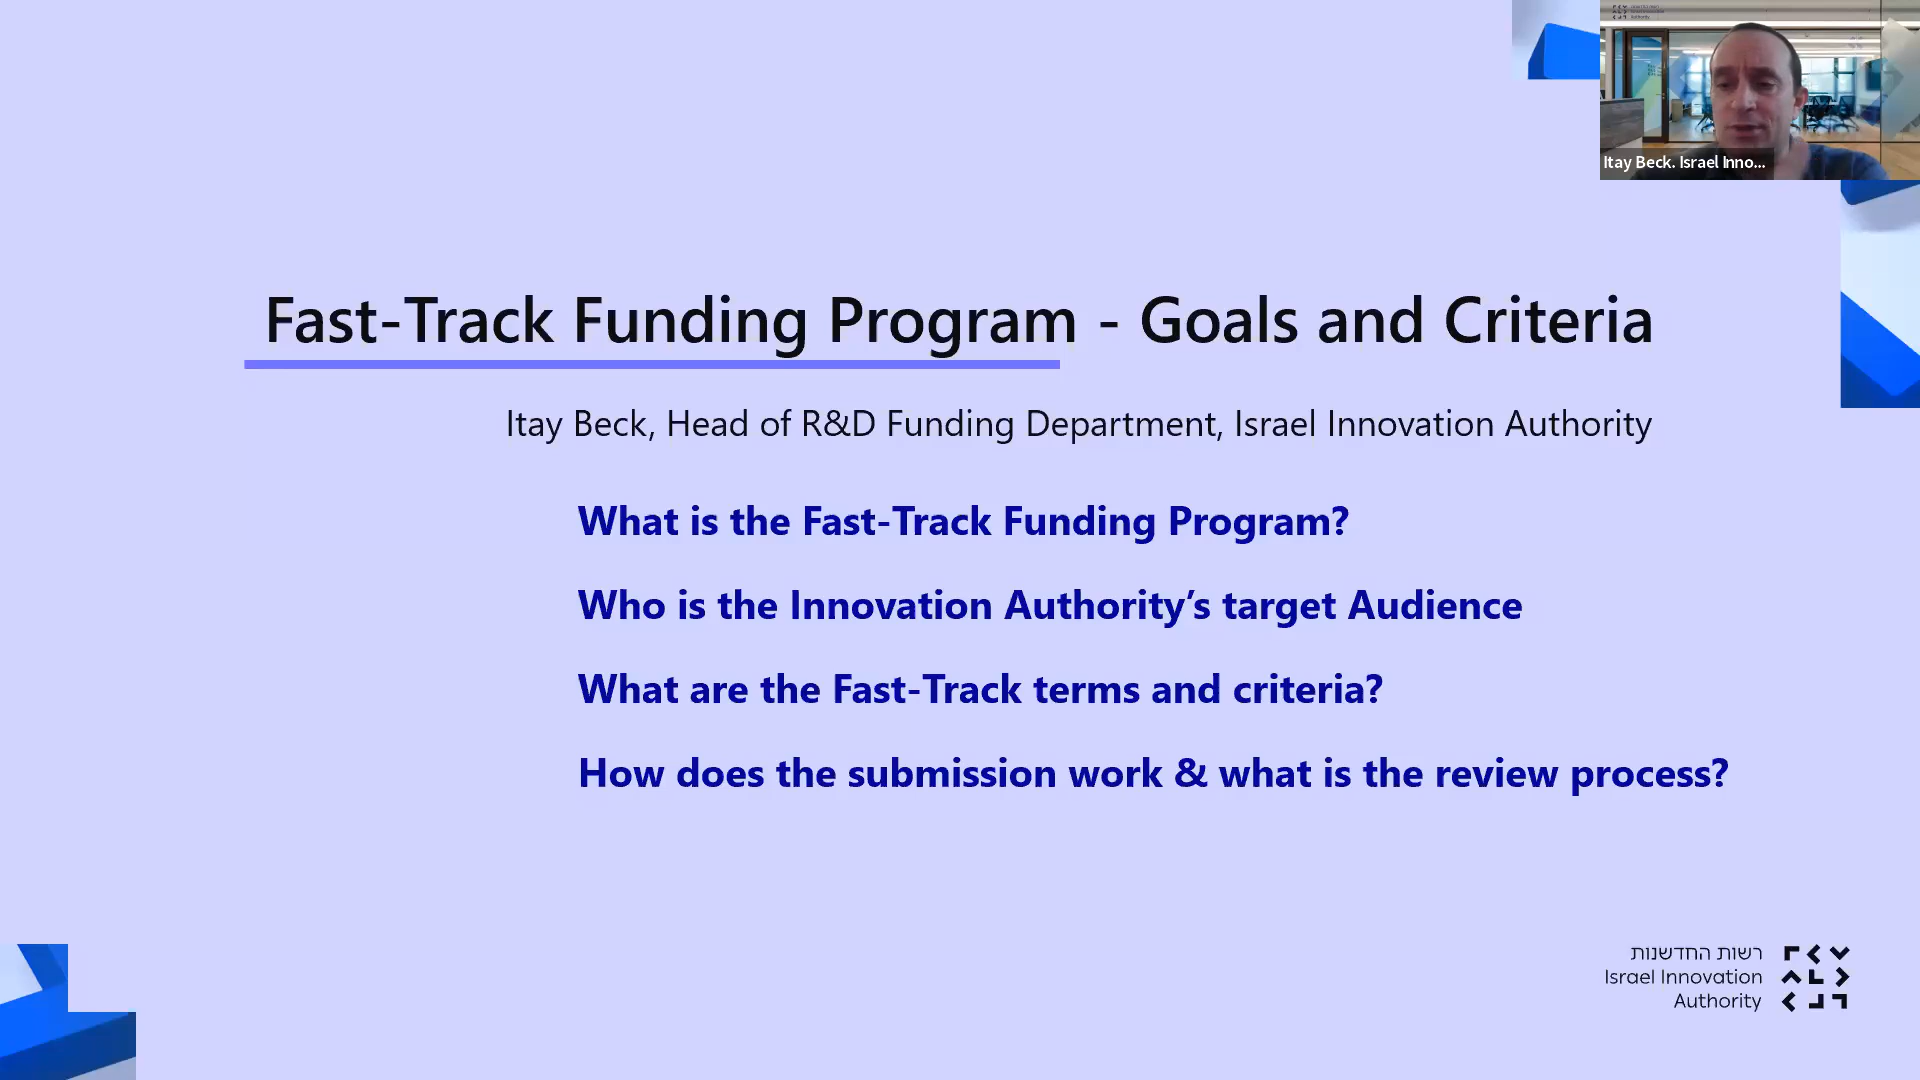 Itay Beck. Israel Inno...
Fast-Track Funding Program - Goals and Criteria
Itay Beck, Head of R&D Funding Department, Israel Innovation Authority
What is the Fast-Track Funding Program?
Who is the Innovation Authority’s target Audience
What are the Fast-Track terms and criteria?
How does the submission work & what is the review process?
רשות החדשנות
Israel Innovation
Authority